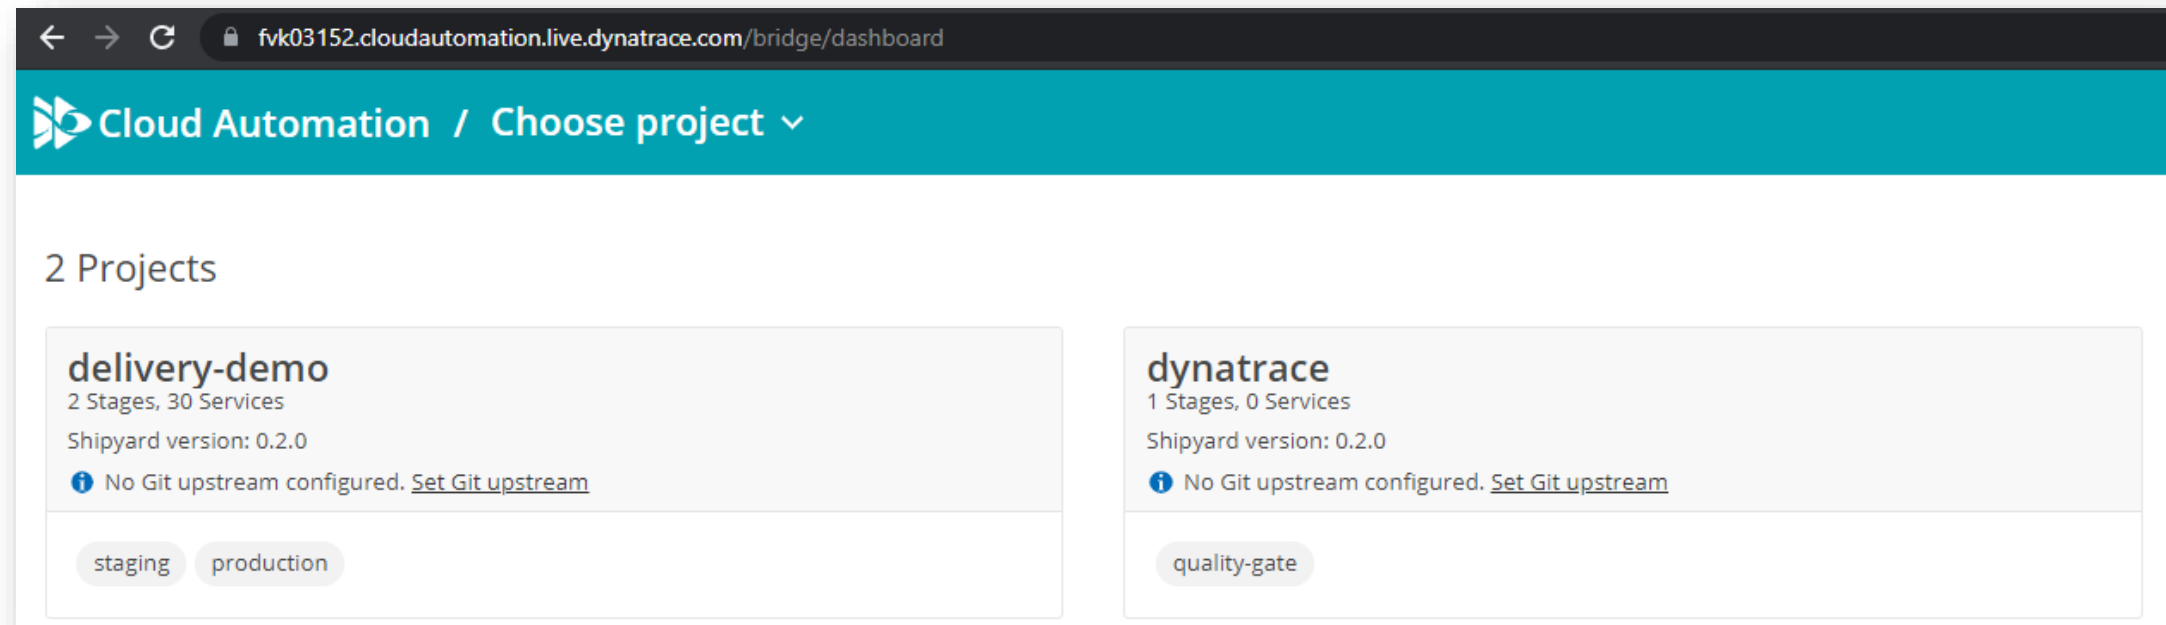 fvk03152.cloudautomation.live.dynatrace.com/bridge/dashboard
Cloud Automation / Choose project
2 Projects
delivery-demo
2 Stages, 30 Services
Shipyard version: 0.2.0
No Git upstream configured. Set Git upstream
staging production
dynatrace
1 Stages, 0 Services
Shipyard version: 0.2.0
No Git upstream configured. Set Git upstream
quality-gate